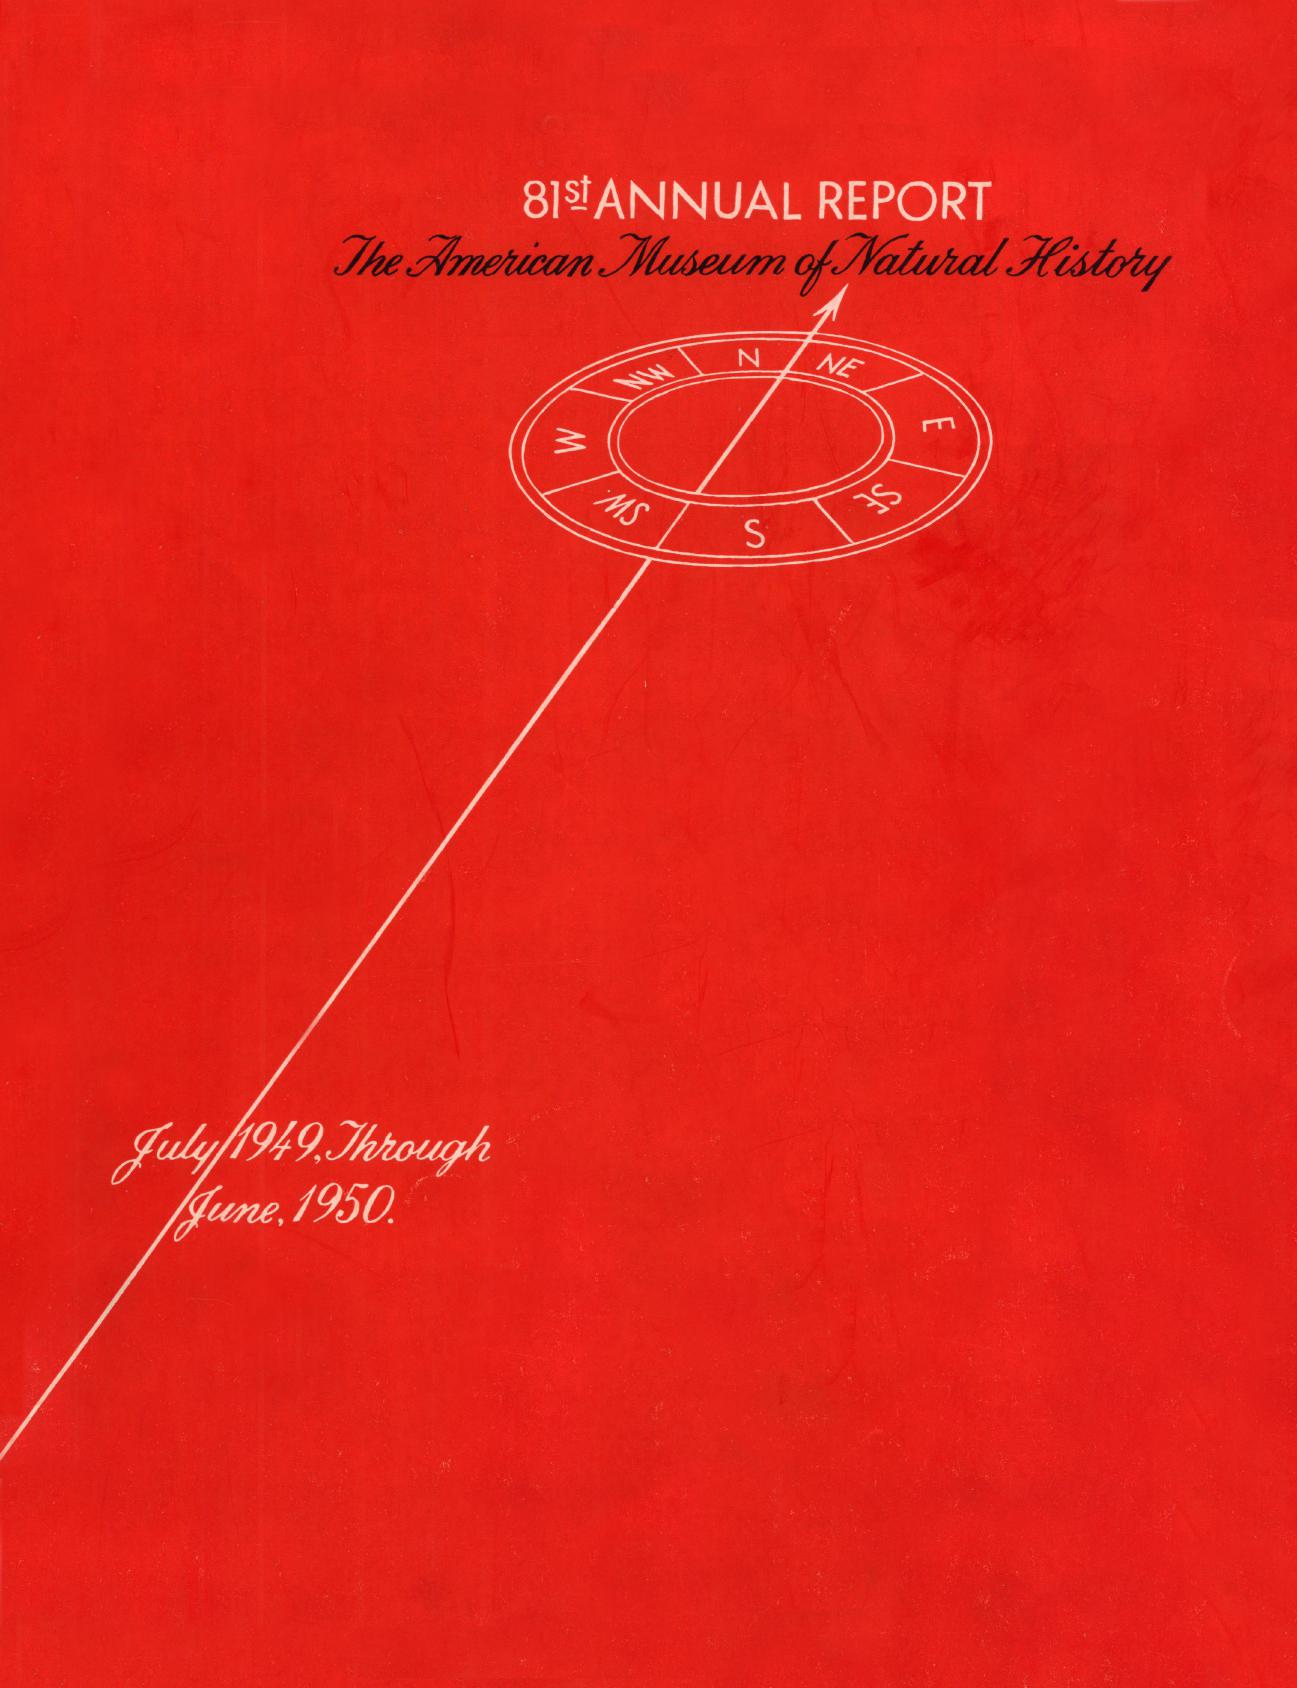 81st ANNUAL REPORT
The American Museum of Natural History
N
NE
NW
E
W
SE
SW
S
July 1949, Through
June, 1950.